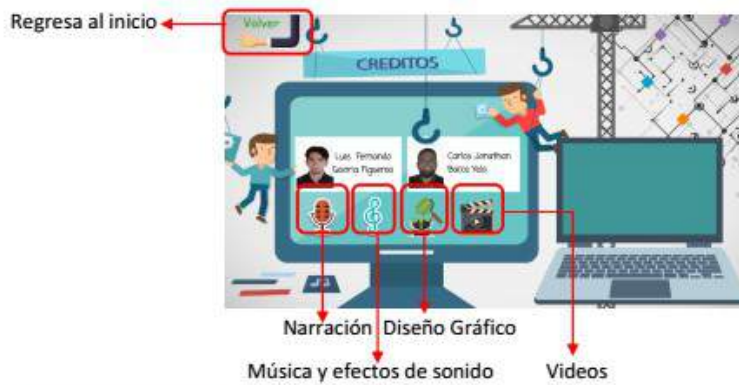 Regresa al inicio
Volver
CREDITOS
Luis Fernando
Gaviria Figueroa
Carlos Jonathan
Bacca Yela
Narración
Diseño Gráfico
Música y efectos de sonido
Videos